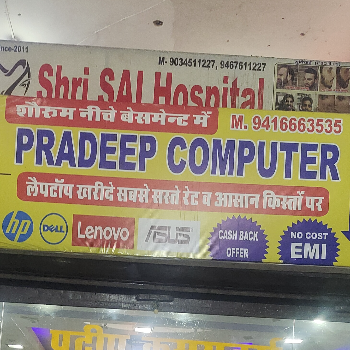 Since-2011
M- 9034511227, 9467611227
Shri SAI Hospital
शोरूम नीचे बेसमेन्ट में
M. 9416663535
PRADEEP COMPUTER
लैपटॉप खरीदे सबसे सस्ते रेट व आसान किस्तों पर
hp DELL Lenovo ASUS
CASH BACK OFFER
NO COST EMI